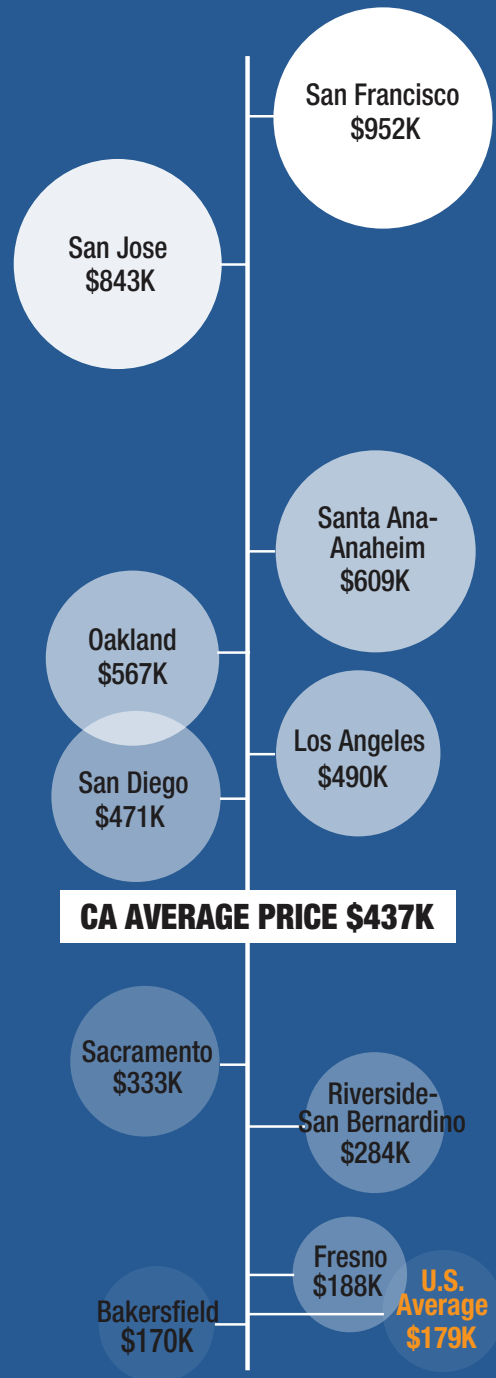 San Francisco
$952K
San Jose
$843K
Santa Ana-
Anaheim
$609K
Oakland
$567K
Los Angeles
$490K
San Diego
$471K
CA AVERAGE PRICE $437K
Sacramento
$333K
Riverside-
San Bernardino
$284K
Fresno
$188K
U.S.
Average
$179K
Bakersfield
$170K